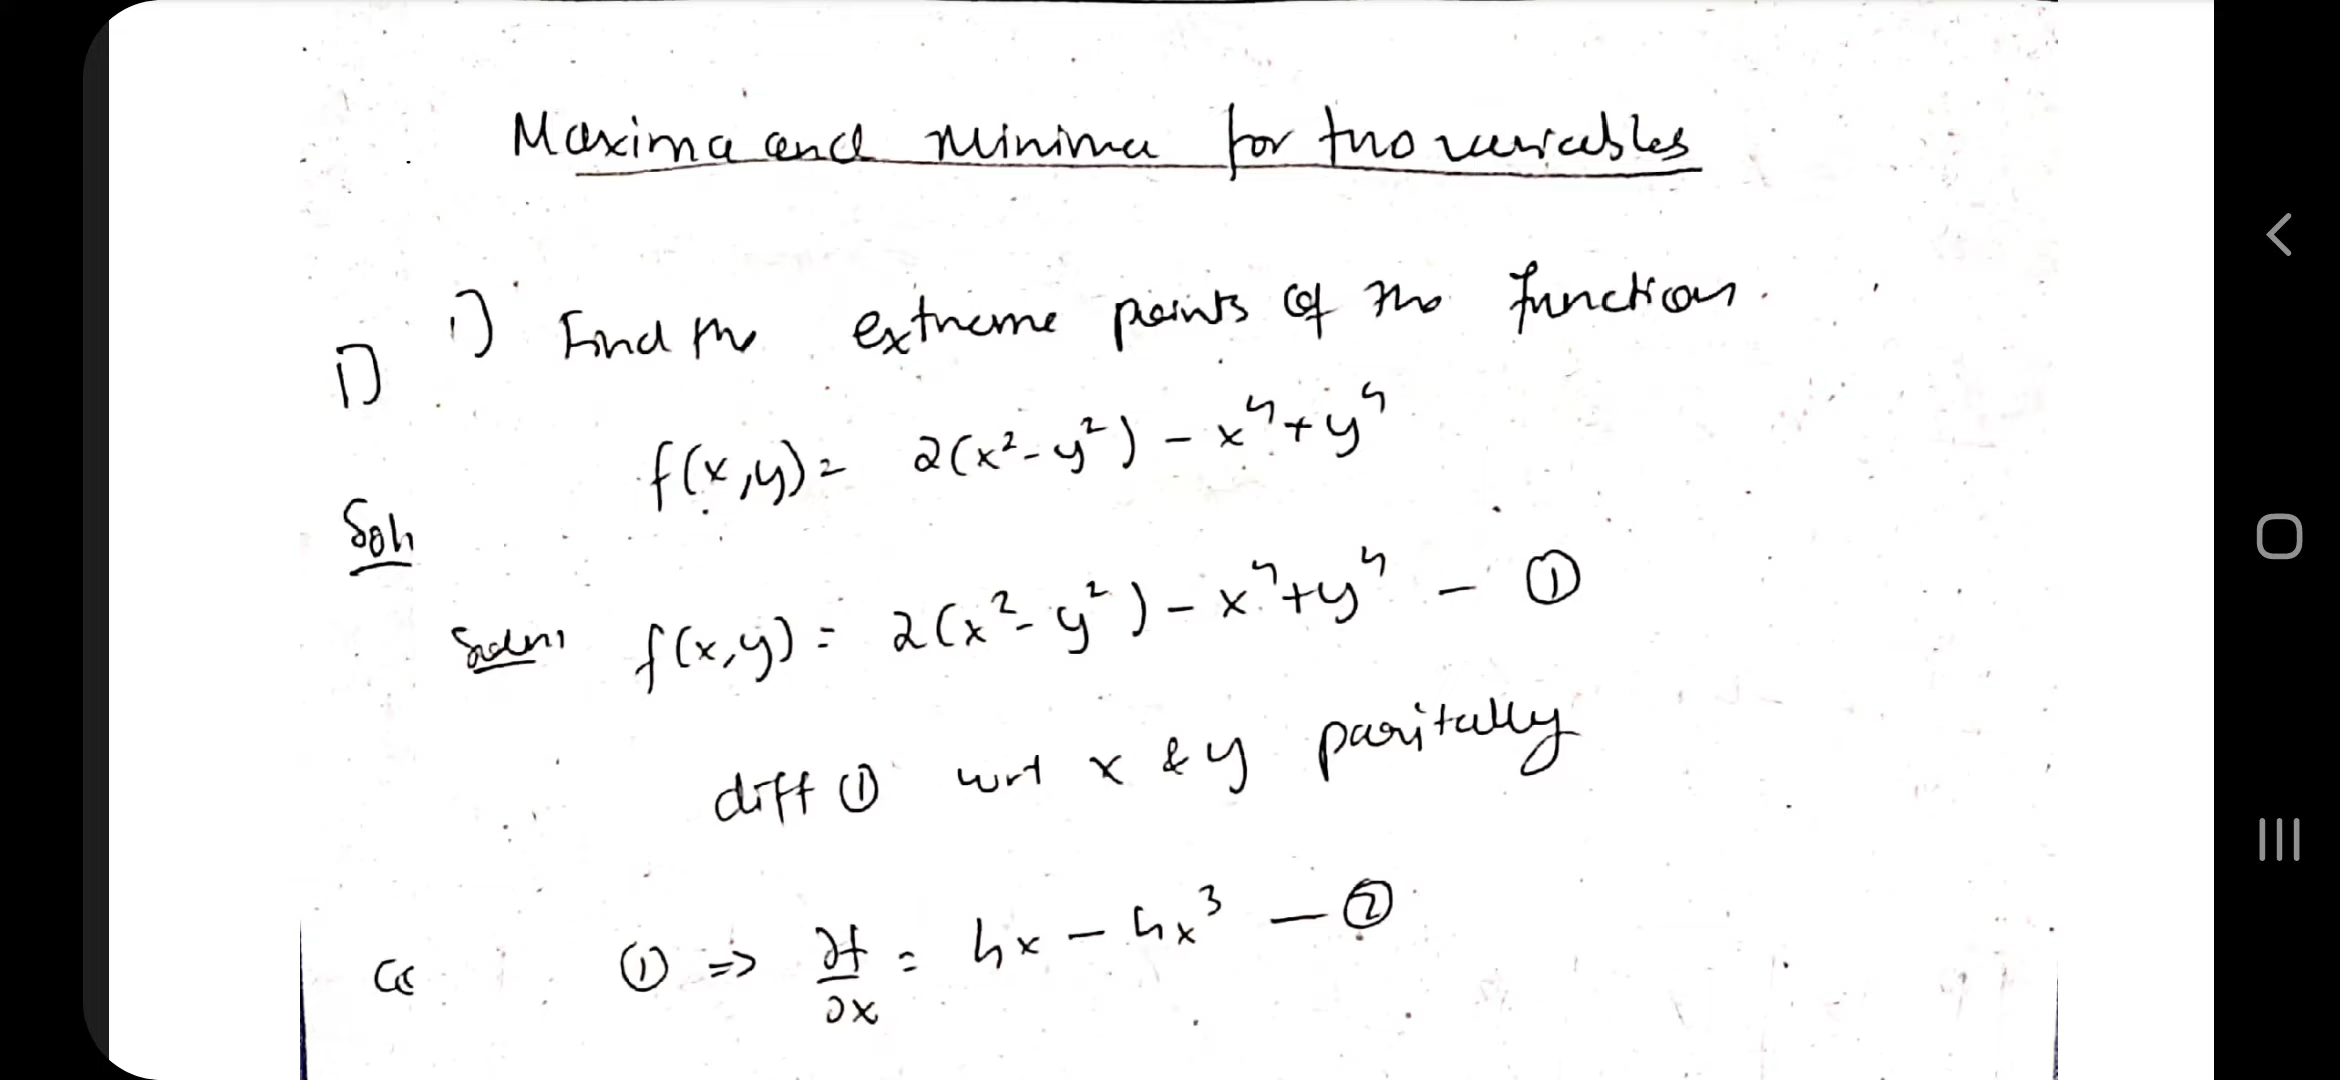 Maxima and Minima for two variables
1) i) Find the extreme points of the function.
f(x,y) = 2(x² - y²) - x⁴ + y⁴
Soln
Soln: f(x,y) = 2(x² - y²) - x⁴ + y⁴ — ①
diff ① wrt x & y paritally
① => ∂f/∂x = 4x - 4x³ — ②